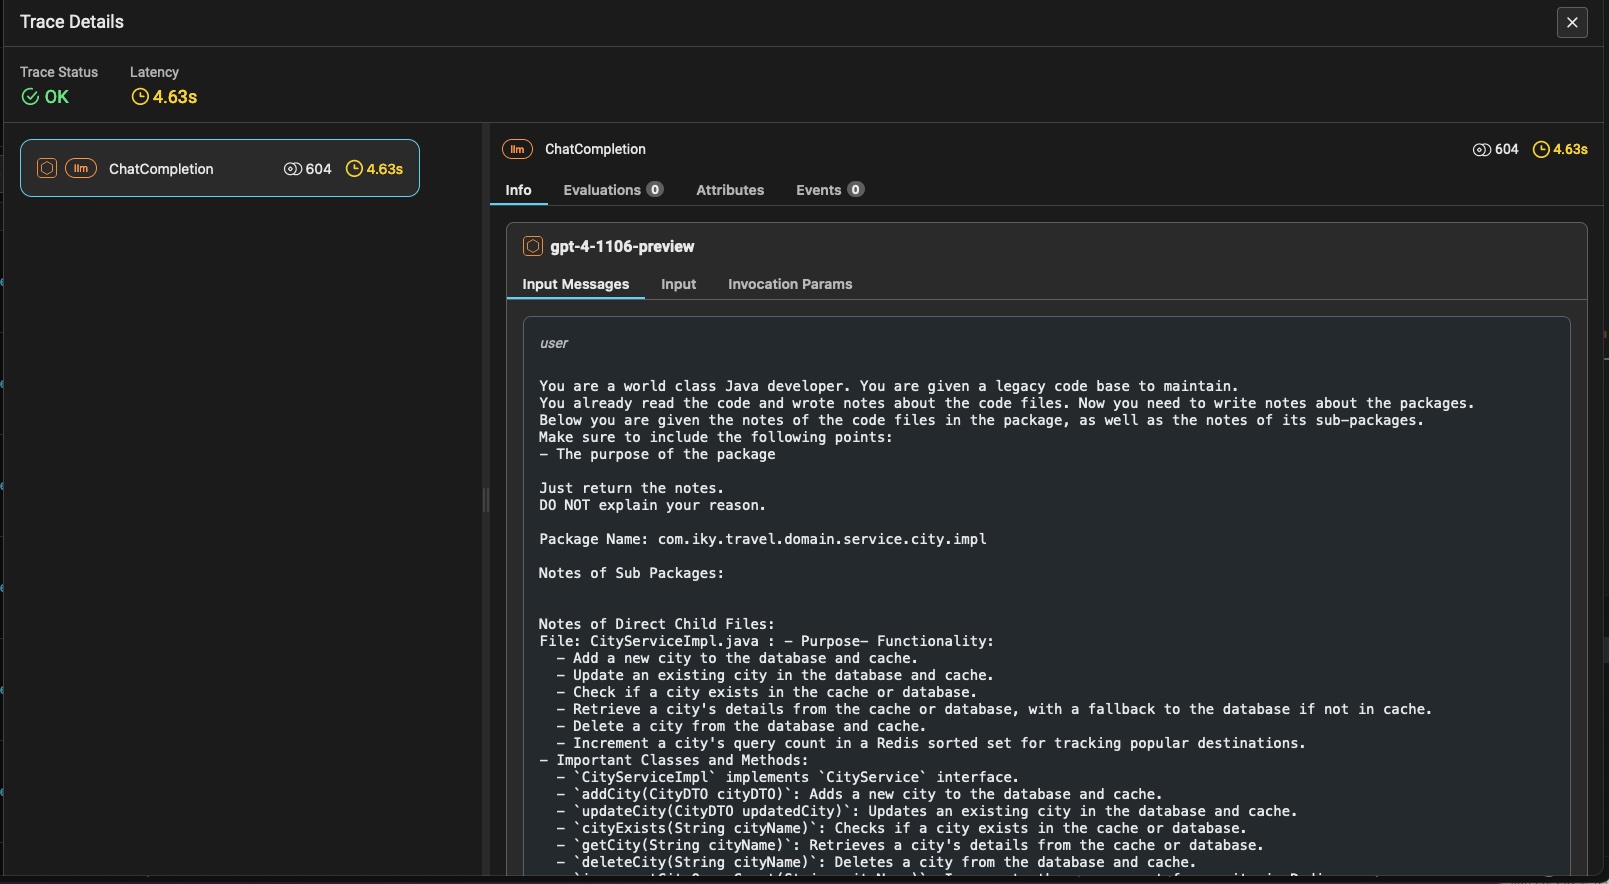 Trace Details
Trace Status
Latency
OK
4.63s
llm
ChatCompletion
604
4.63s
llm
ChatCompletion
604
4.63s
Info
Evaluations 0
Attributes
Events 0
gpt-4-1106-preview
Input Messages
Input
Invocation Params
user
You are a world class Java developer. You are given a legacy code base to maintain.
You already read the code and wrote notes about the code files. Now you need to write notes about the packages.
Below you are given the notes of the code files in the package, as well as the notes of its sub-packages.
Make sure to include the following points:
- The purpose of the package
Just return the notes.
DO NOT explain your reason.
Package Name: com.iky.travel.domain.service.city.impl
Notes of Sub Packages:
Notes of Direct Child Files:
File: CityServiceImpl.java : - Purpose- Functionality:
- Add a new city to the database and cache.
- Update an existing city in the database and cache.
- Check if a city exists in the cache or database.
- Retrieve a city's details from the cache or database, with a fallback to the database if not in cache.
- Delete a city from the database and cache.
- Increment a city's query count in a Redis sorted set for tracking popular destinations.
- Important Classes and Methods:
- `CityServiceImpl` implements `CityService` interface.
- `addCity(CityDTO cityDTO)`: Adds a new city to the database and cache.
- `updateCity(CityDTO updatedCity)`: Updates an existing city in the database and cache.
- `cityExists(String cityName)`: Checks if a city exists in the cache or database.
- `getCity(String cityName)`: Retrieves a city's details from the cache or database.
- `deleteCity(String cityName)`: Deletes a city from the database and cache.